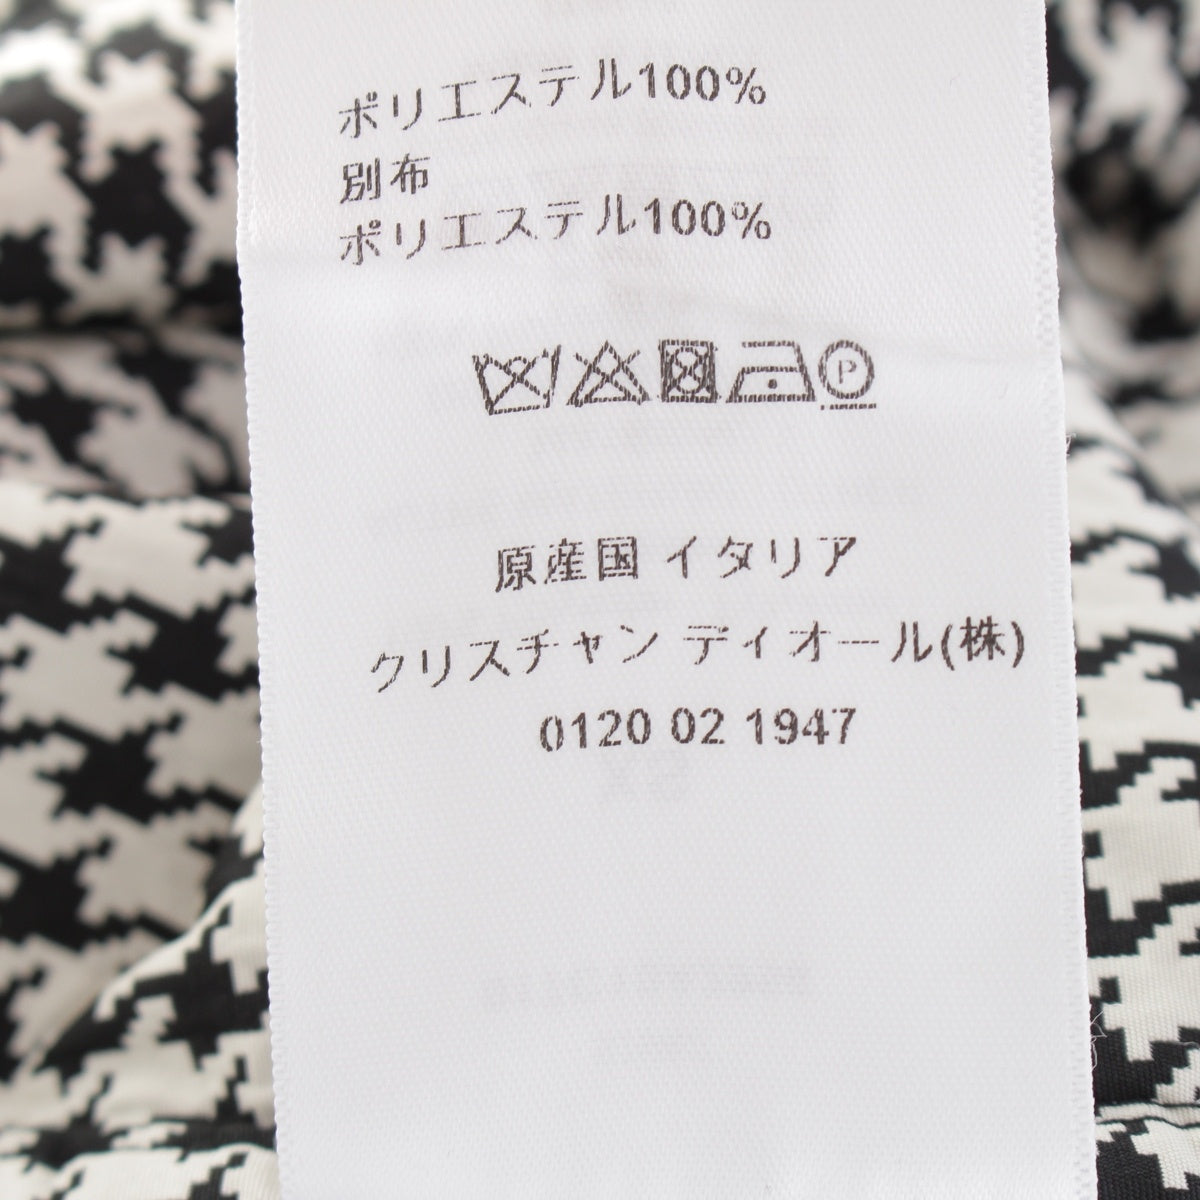 ポリエステル100%
別布
ポリエステル100%
P
原産国 イタリア
クリスチャン ディオール(株)
0120 02 1947